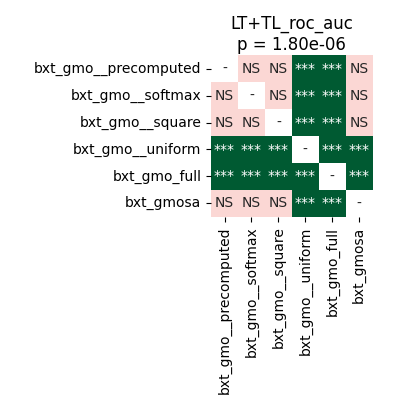 LT+TL_roc_auc
p = 1.80e-06
bxt_gmo__precomputed - NS NS *** *** NS
bxt_gmo__softmax NS - NS *** *** NS
bxt_gmo__square NS NS - *** *** NS
bxt_gmo__uniform *** *** *** - *** ***
bxt_gmo_full *** *** *** *** - ***
bxt_gmosa NS NS NS *** *** -
bxt_gmo__precomputed
bxt_gmo__softmax
bxt_gmo__square
bxt_gmo__uniform
bxt_gmo_full
bxt_gmosa